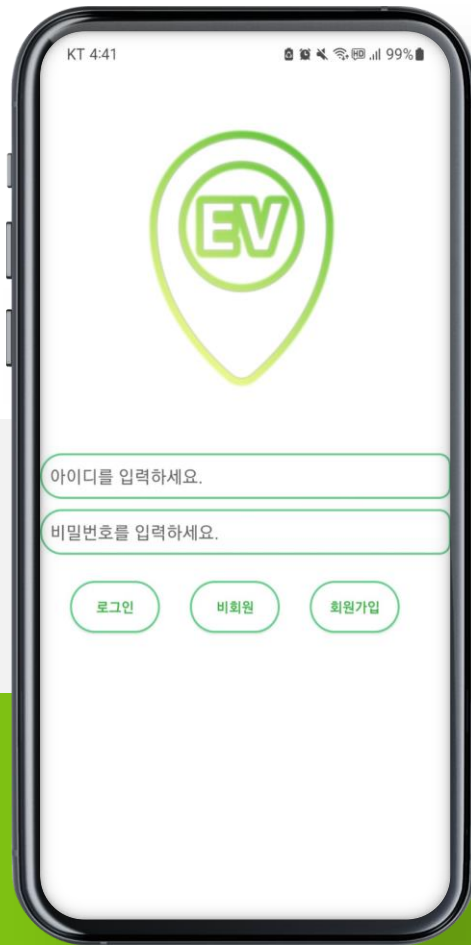 KT 4:41
HD 99%
EV
아이디를 입력하세요.
비밀번호를 입력하세요.
로그인
비회원
회원가입